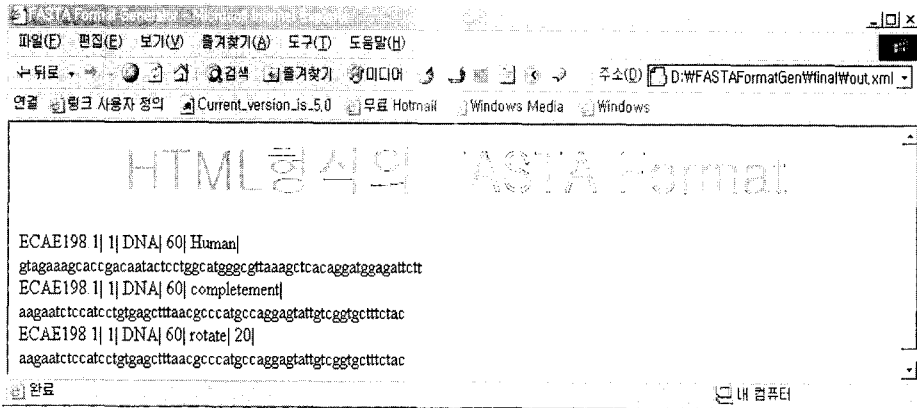 FASTA Format Generator - Microsoft Internet Explorer
파일(F) 편집(E) 보기(V) 즐겨찾기(A) 도구(T) 도움말(H)
뒤로 검색 즐겨찾기 미디어 주소(D) D:₩FASTAFormatGen₩final₩out.xml
연결 링크 사용자 정의 Current_version_is_5,0 무료 Hotmail Windows Media Windows
HTML형식의 FASTA Format
ECAE198 1| 1| DNA| 60| Human|
gtagaaagcaccgacaatactcctggcatgggcgttaaagctcacaggatggagattctt
ECAE198 1| 1| DNA| 60| completement|
aagaatctccatcctgtgagctttaacgcccatgccaggagtattgtcggtgctttctac
ECAE198 1| 1| DNA| 60| rotate| 20|
aagaatctccatcctgtgagctttaacgcccatgccaggagtattgtcggtgctttctac
완료 내 컴퓨터